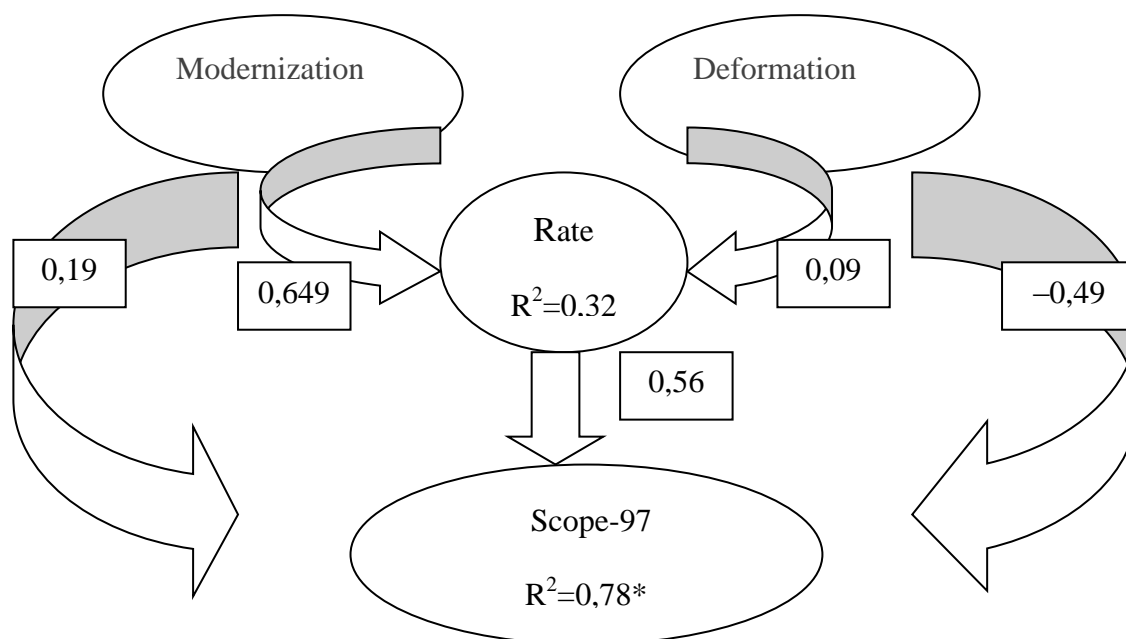 Modernization
Deformation
Rate
R²=0,32
0,19
0,649
0,09
–0,49
0,56
Scope-97
R²=0,78*